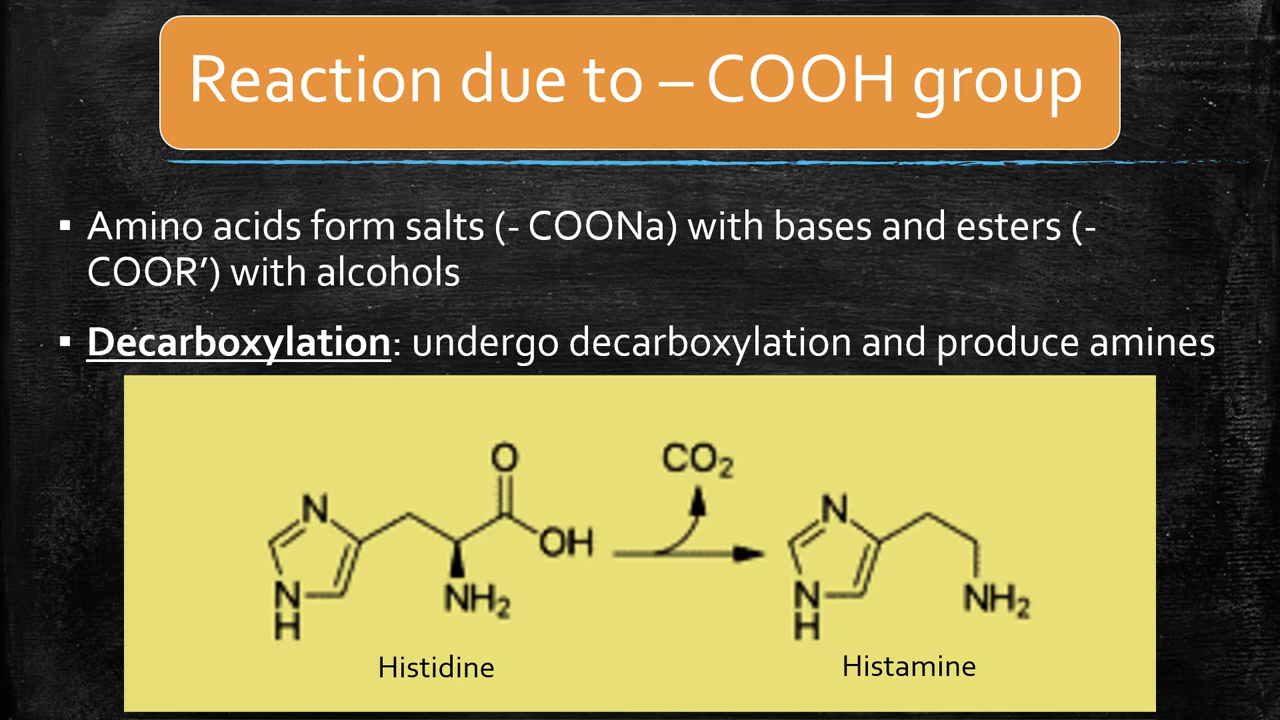 Reaction due to – COOH group
▪ Amino acids form salts (- COONa) with bases and esters (-
COOR’) with alcohols
▪ Decarboxylation: undergo decarboxylation and produce amines
O
OH
NH2
N
N
H
CO2
N
N
H
NH2
Histidine
Histamine